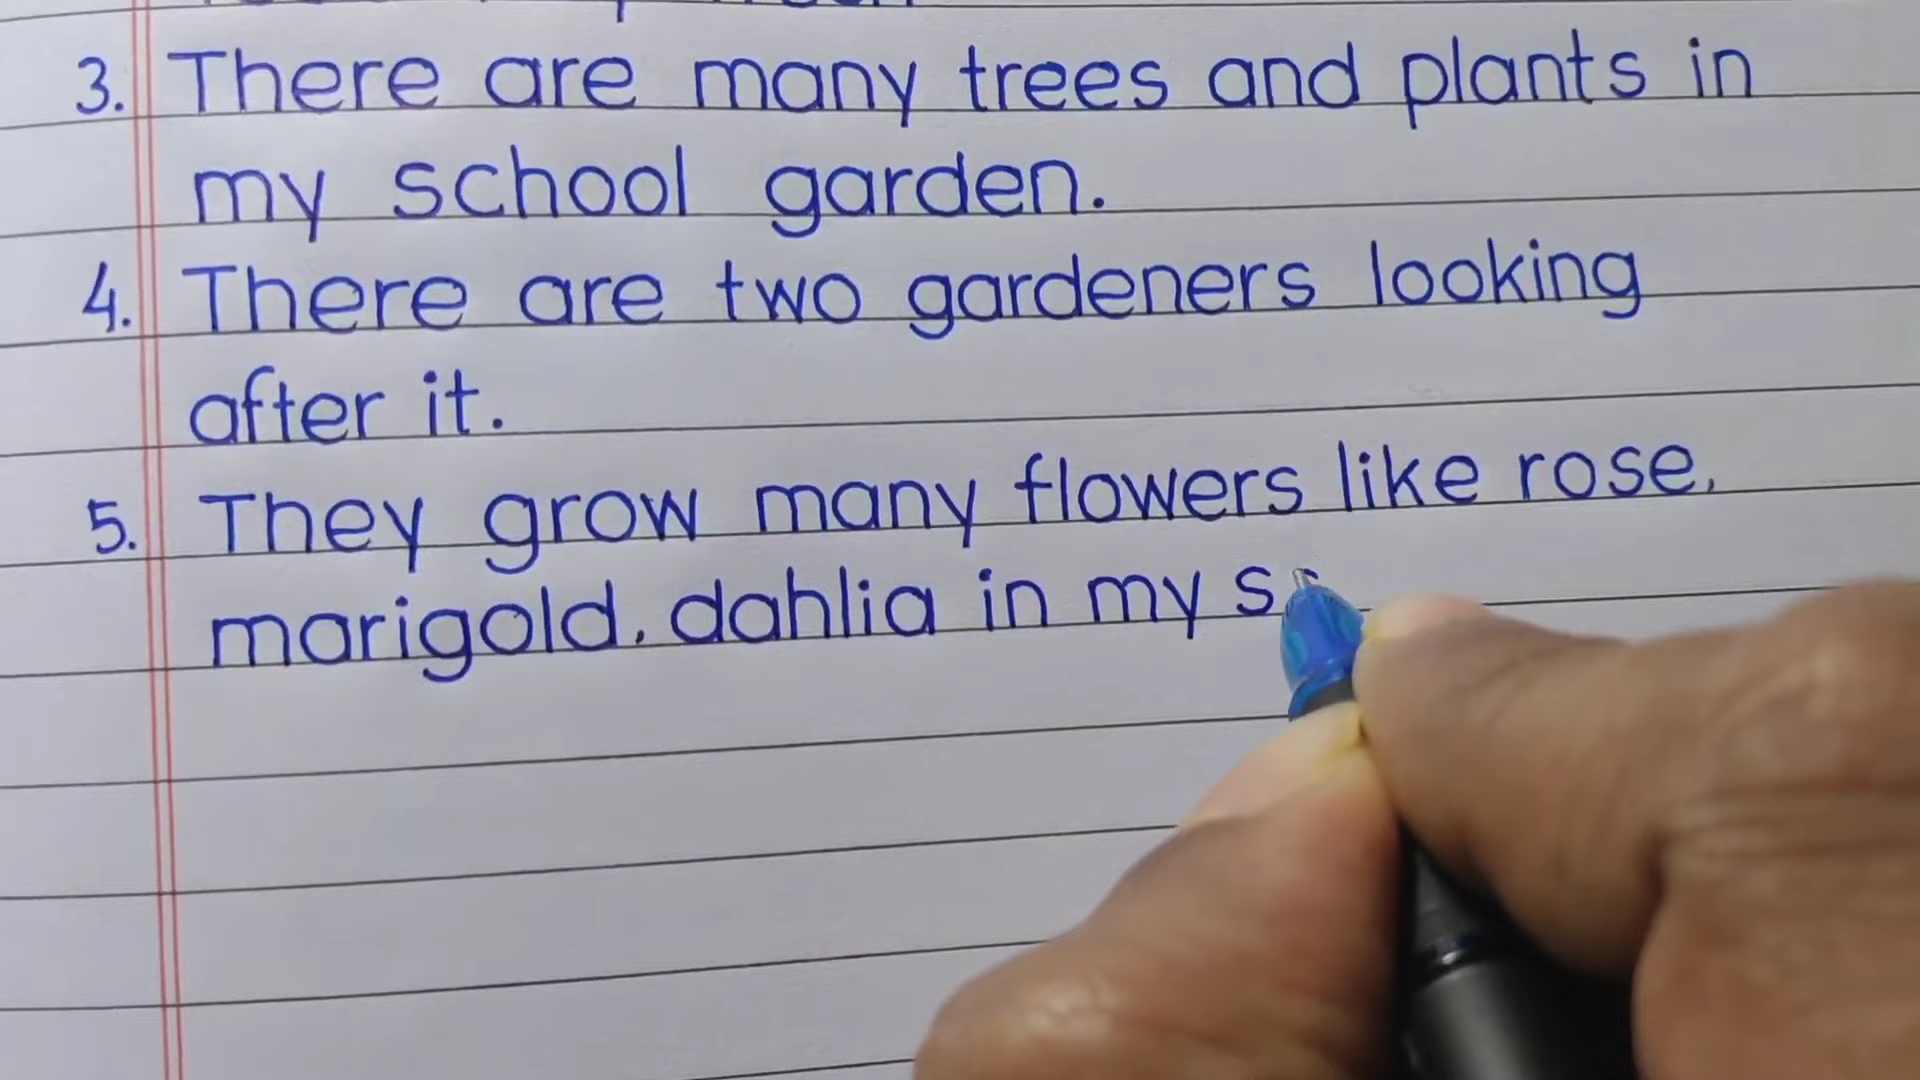 3. There are many trees and plants in
my school garden.
4. There are two gardeners looking
after it.
5. They grow many flowers like rose,
marigold, dahlia in my s